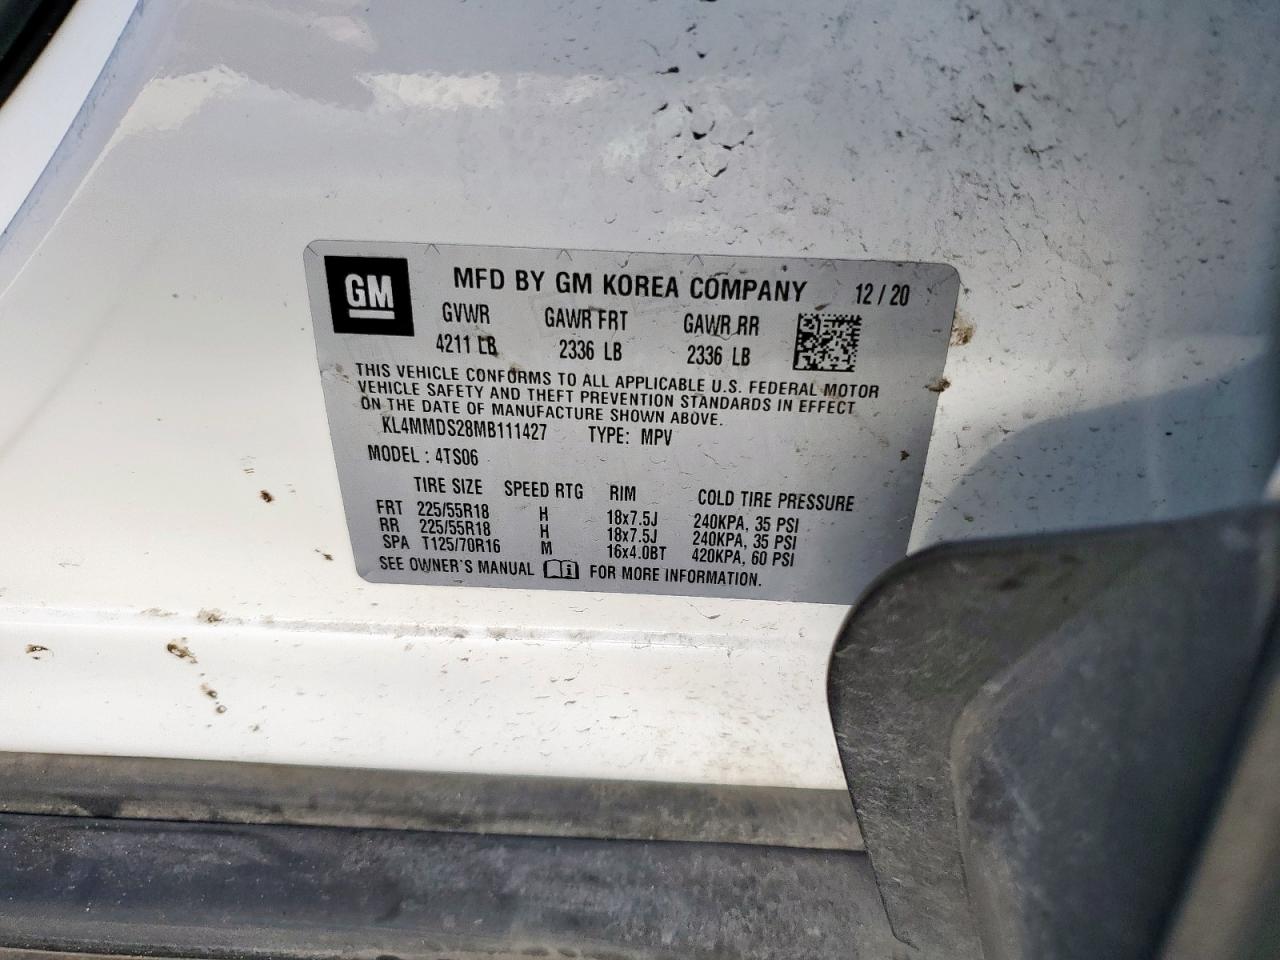 GM
MFD BY GM KOREA COMPANY 12/20
GVWR GAWR FRT GAWR RR
4211 LB 2336 LB 2336 LB
THIS VEHICLE CONFORMS TO ALL APPLICABLE U.S. FEDERAL MOTOR
VEHICLE SAFETY AND THEFT PREVENTION STANDARDS IN EFFECT
ON THE DATE OF MANUFACTURE SHOWN ABOVE.
KL4MMDS28MB111427 TYPE: MPV
MODEL : 4TS06
TIRE SIZE SPEED RTG RIM COLD TIRE PRESSURE
FRT 225/55R18 H 18x7.5J 240KPA, 35 PSI
RR 225/55R18 H 18x7.5J 240KPA, 35 PSI
SPA T125/70R16 M 16x4.0BT 420KPA, 60 PSI
SEE OWNER'S MANUAL i FOR MORE INFORMATION.